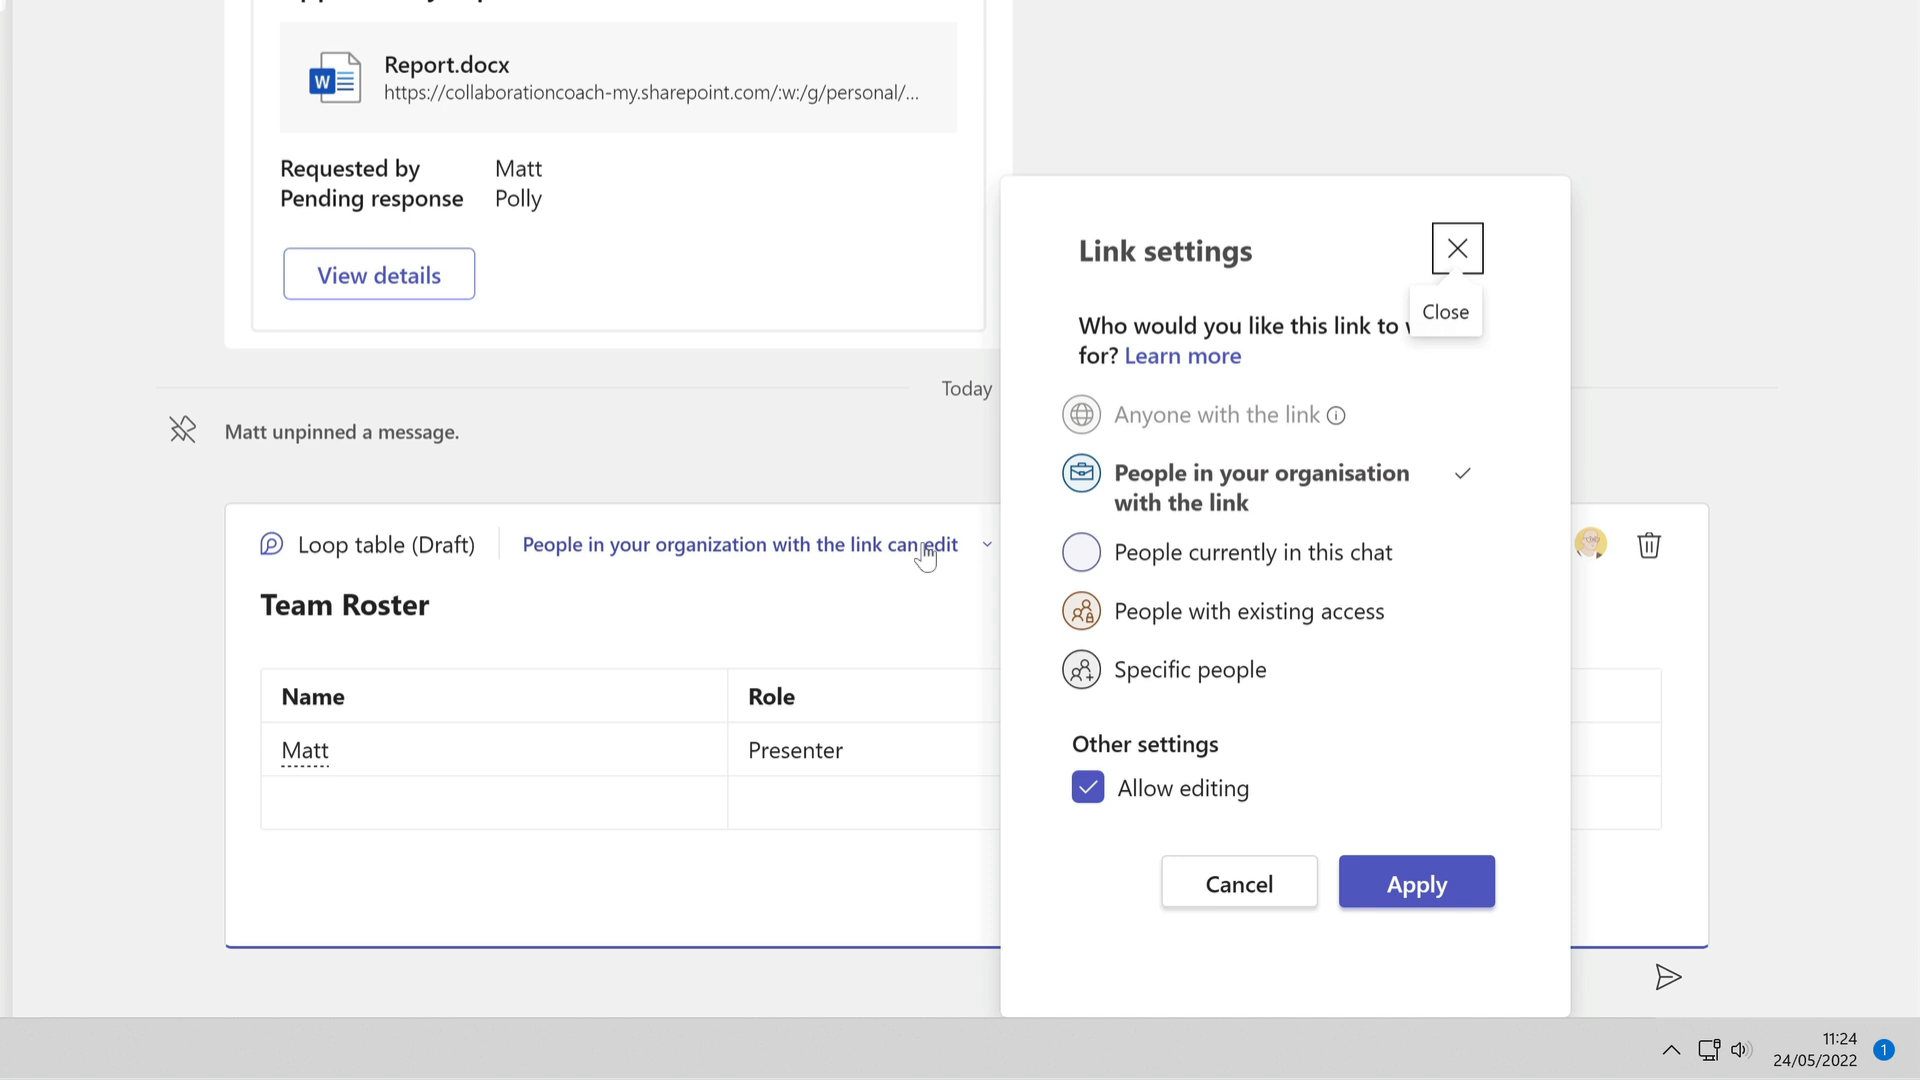 W
Report.docx
https://collaborationcoach-my.sharepoint.com/:w:/g/personal/...
Requested by Matt
Pending response Polly
View details
Today
Matt unpinned a message.
Loop table (Draft)
People in your organization with the link can edit
Team Roster
Name Role
Matt Presenter
Link settings
Close
Who would you like this link to
for? Learn more
Anyone with the link
People in your organisation
with the link
People currently in this chat
People with existing access
Specific people
Other settings
Allow editing
Cancel
Apply
11:24
24/05/2022
1